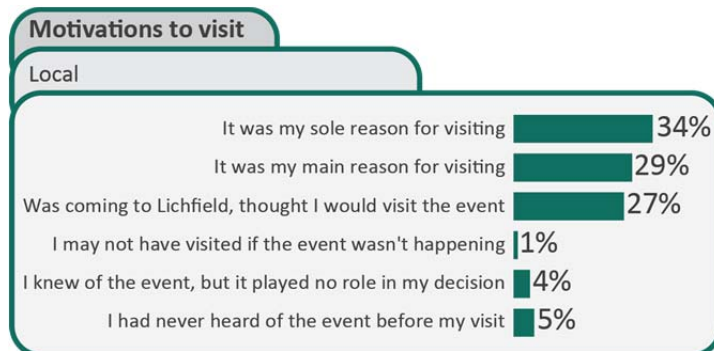 Motivations to visit
Local
It was my sole reason for visiting 34%
It was my main reason for visiting 29%
Was coming to Lichfield, thought I would visit the event 27%
I may not have visited if the event wasn't happening 1%
I knew of the event, but it played no role in my decision 4%
I had never heard of the event before my visit 5%